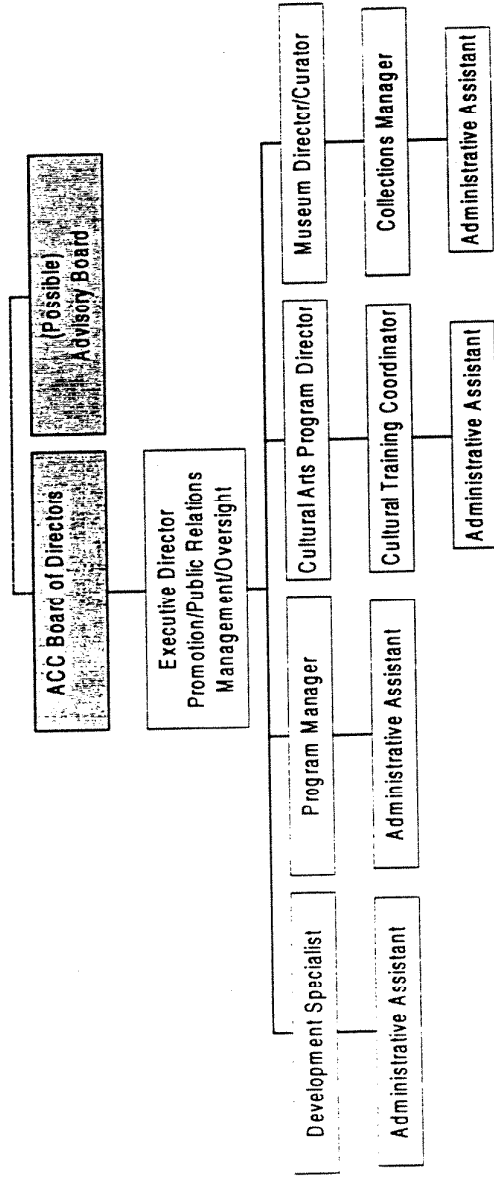 ACC Board of Directors
(Possible)
Advisory Board
Executive Director
Promotion/Public Relations
Management/Oversight
Development Specialist
Program Manager
Cultural Arts Program Director
Museum Director/Curator
Administrative Assistant
Administrative Assistant
Cultural Training Coordinator
Collections Manager
Administrative Assistant
Administrative Assistant